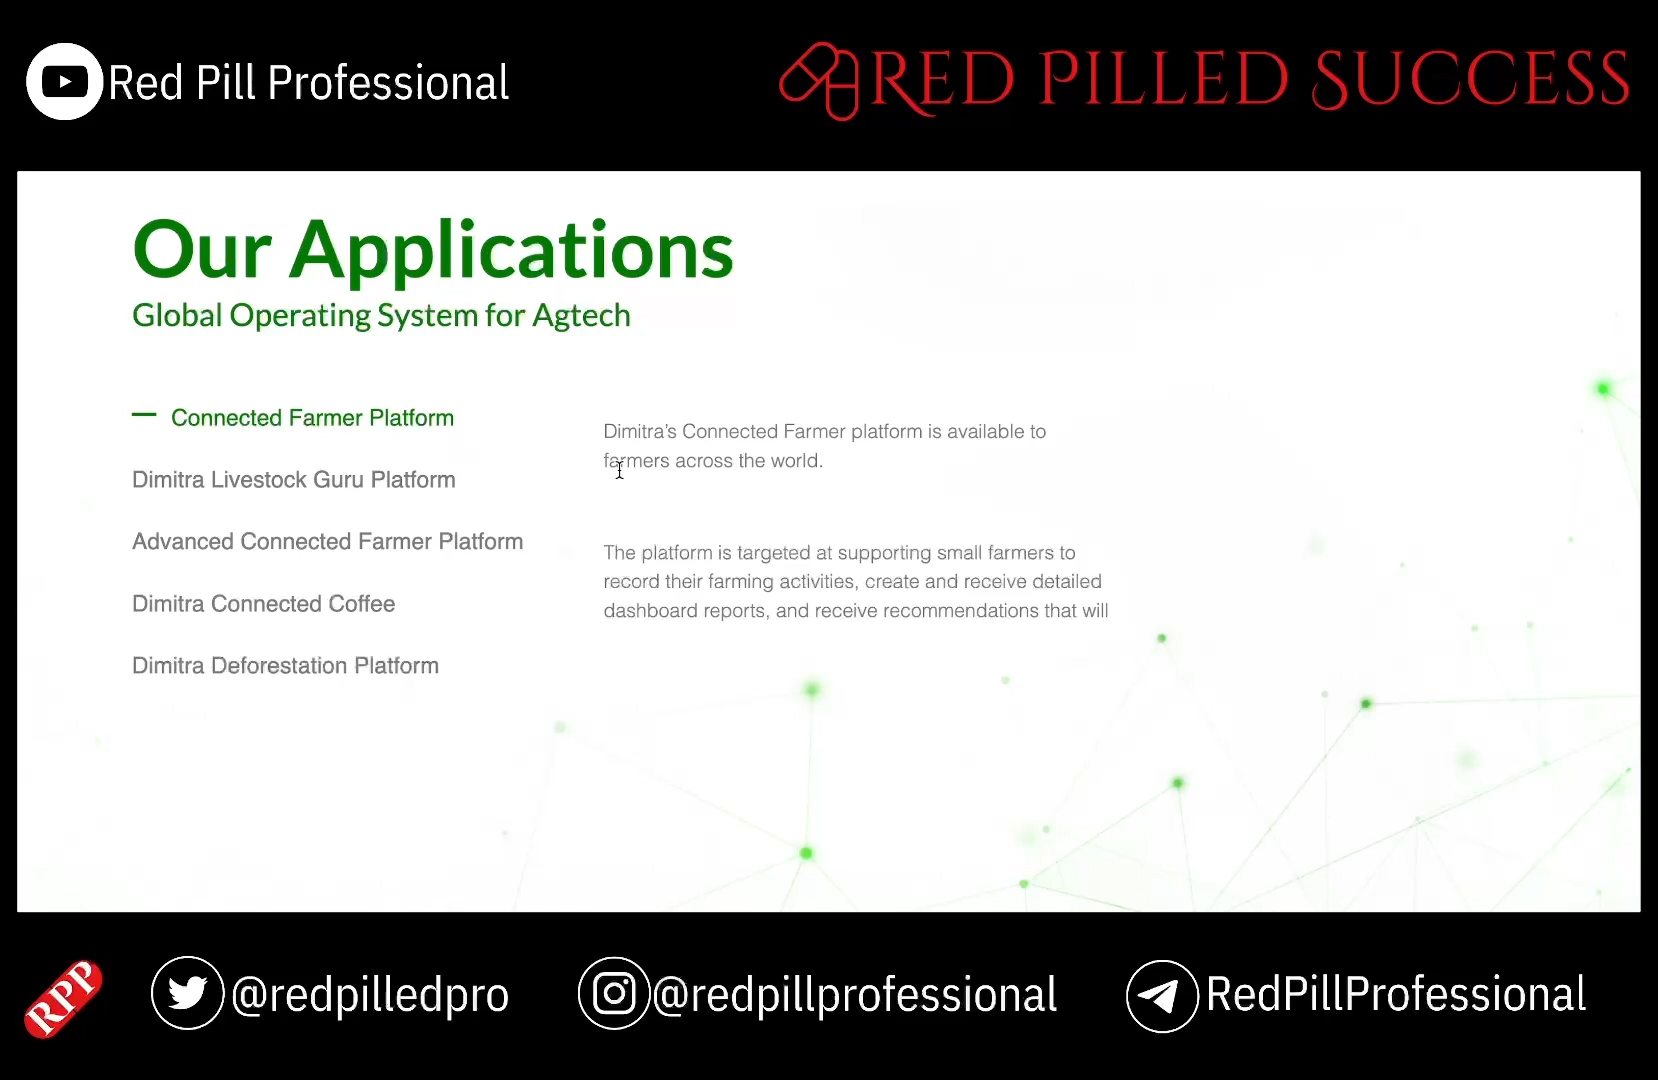 Red Pill Professional
RED PILLED SUCCESS
Our Applications
Global Operating System for Agtech
Connected Farmer Platform
Dimitra Livestock Guru Platform
Advanced Connected Farmer Platform
Dimitra Connected Coffee
Dimitra Deforestation Platform
Dimitra’s Connected Farmer platform is available to
farmers across the world.
The platform is targeted at supporting small farmers to
record their farming activities, create and receive detailed
dashboard reports, and receive recommendations that will
RPP
@redpilledpro
@redpillprofessional
RedPillProfessional